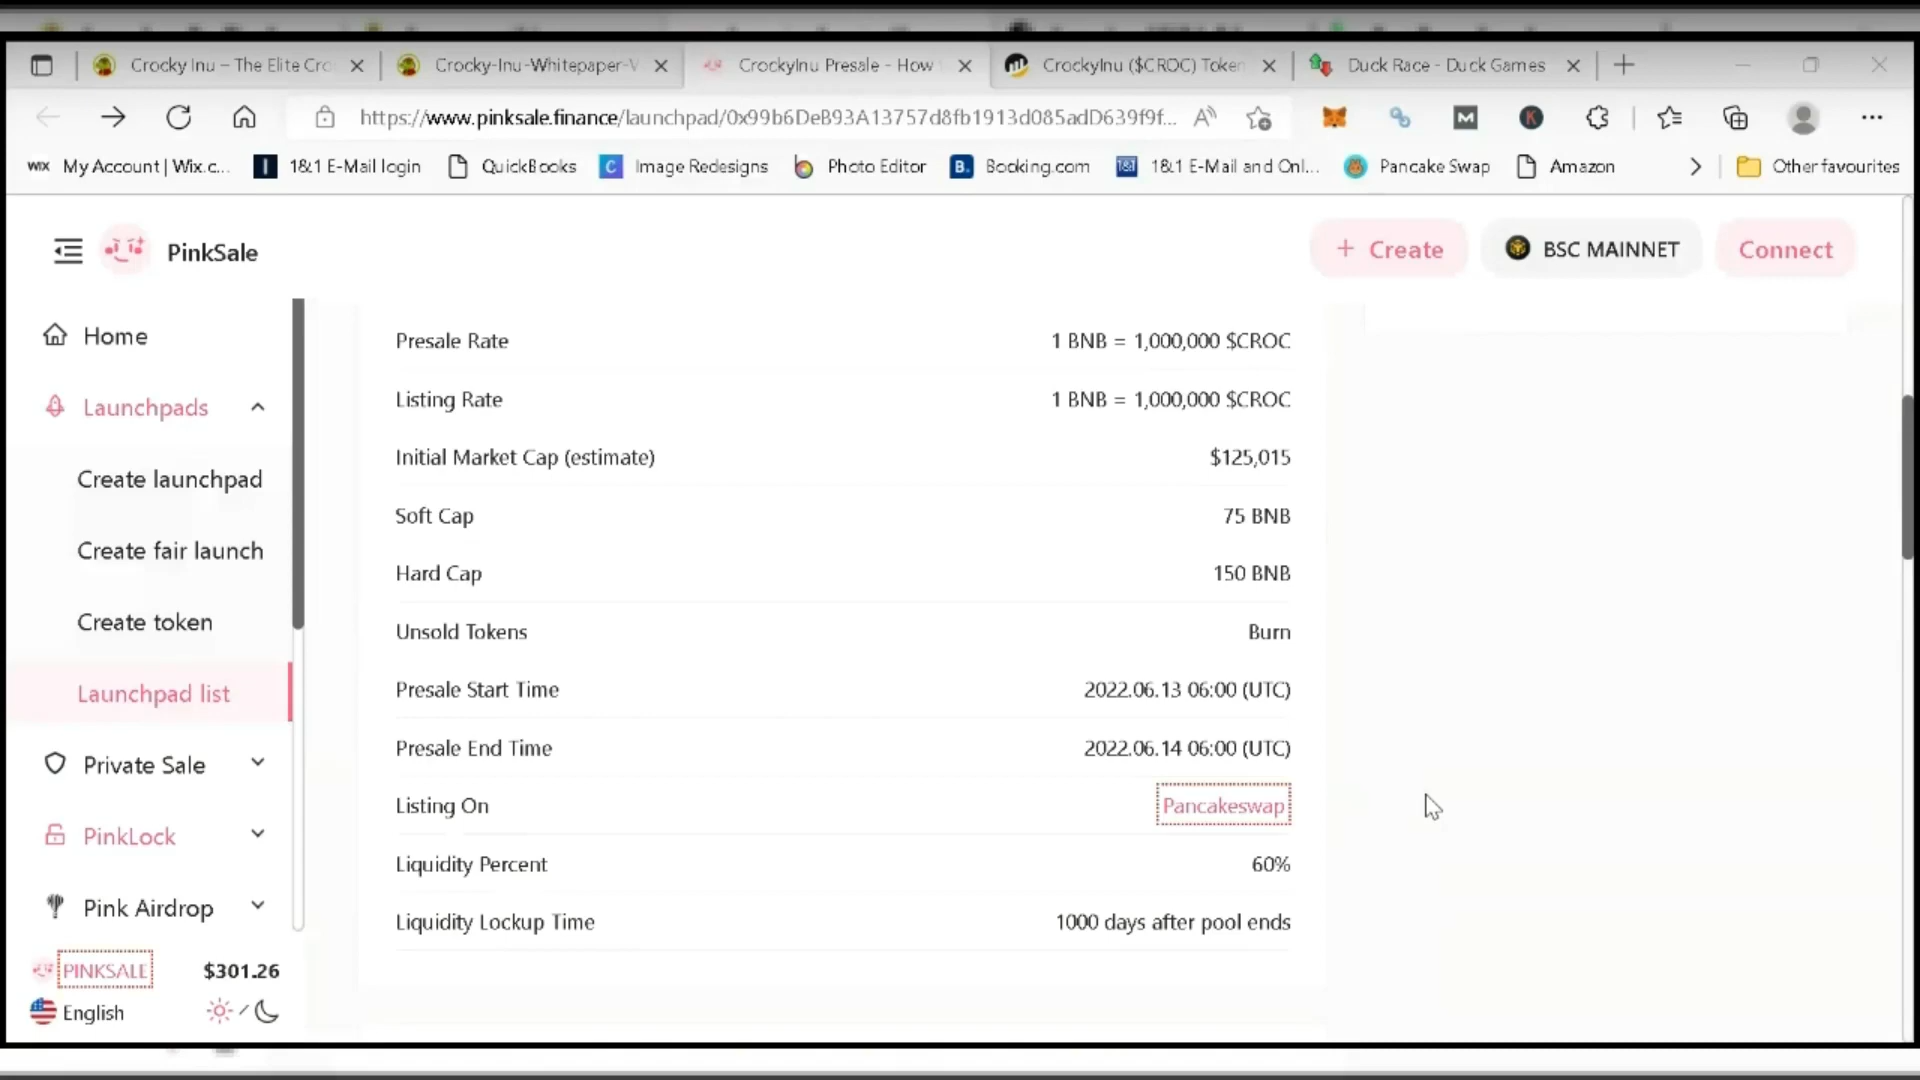 Crocky Inu – The Elite Cro
Crocky-Inu-Whitepaper-V
CrockyInu Presale - How
CrockyInu ($CROC) Token
Duck Race - Duck Games
https://www.pinksale.finance/launchpad/0x99b6DeB93A13757d8fb1913d085adD639f9f...
WIX My Account | Wix.c...
1&1 E-Mail login
QuickBooks
Image Redesigns
Photo Editor
Booking.com
1&1 E-Mail and Onl...
Pancake Swap
Amazon
Other favourites
PinkSale
+ Create
BSC MAINNET
Connect
Home
Launchpads
Create launchpad
Create fair launch
Create token
Launchpad list
Private Sale
PinkLock
Pink Airdrop
PINKSALE $301.26
English
Presale Rate 1 BNB = 1,000,000 $CROC
Listing Rate 1 BNB = 1,000,000 $CROC
Initial Market Cap (estimate) $125,015
Soft Cap 75 BNB
Hard Cap 150 BNB
Unsold Tokens Burn
Presale Start Time 2022.06.13 06:00 (UTC)
Presale End Time 2022.06.14 06:00 (UTC)
Listing On Pancakeswap
Liquidity Percent 60%
Liquidity Lockup Time 1000 days after pool ends